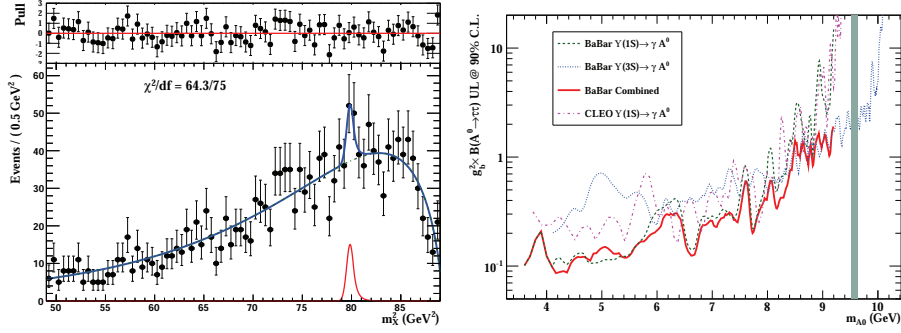 Pull
3
2
1
0
-1
-2
-3
Events / ( 0.5 GeV² )
60
50
40
30
20
10
0
χ²/df = 64.3/75
50 55 60 65 70 75 80 85
m²X (GeV²)
g²b× B(A⁰→ττ) UL @ 90% C.L.
10
1
10⁻¹
BaBar Υ(1S)→γ A⁰
BaBar Υ(3S)→γ A⁰
BaBar Combined
CLEO Υ(1S)→γ A⁰
4 5 6 7 8 9 10
mA0 (GeV)